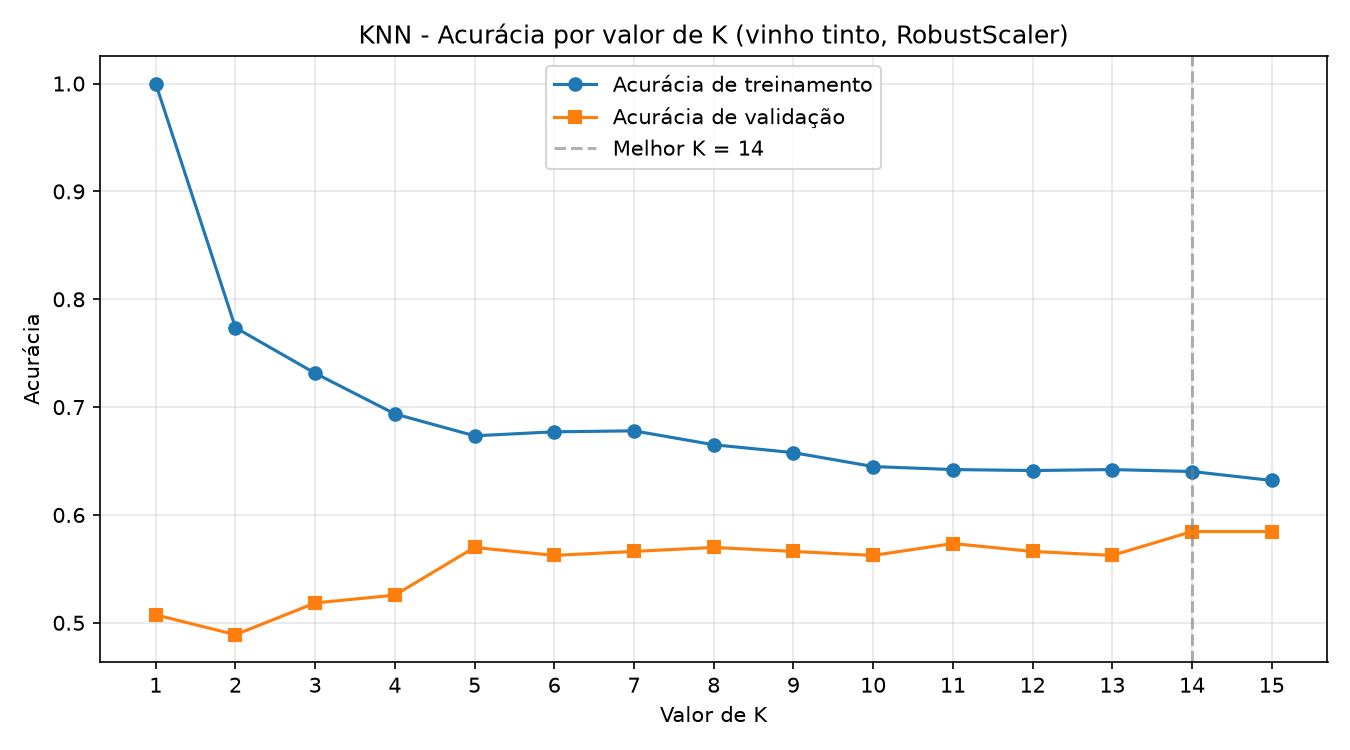 KNN - Acurácia por valor de K (vinho tinto, RobustScaler)
Acurácia de treinamento
Acurácia de validação
Melhor K = 14
1.0
0.9
0.8
0.7
0.6
0.5
Acurácia
1 2 3 4 5 6 7 8 9 10 11 12 13 14 15
Valor de K